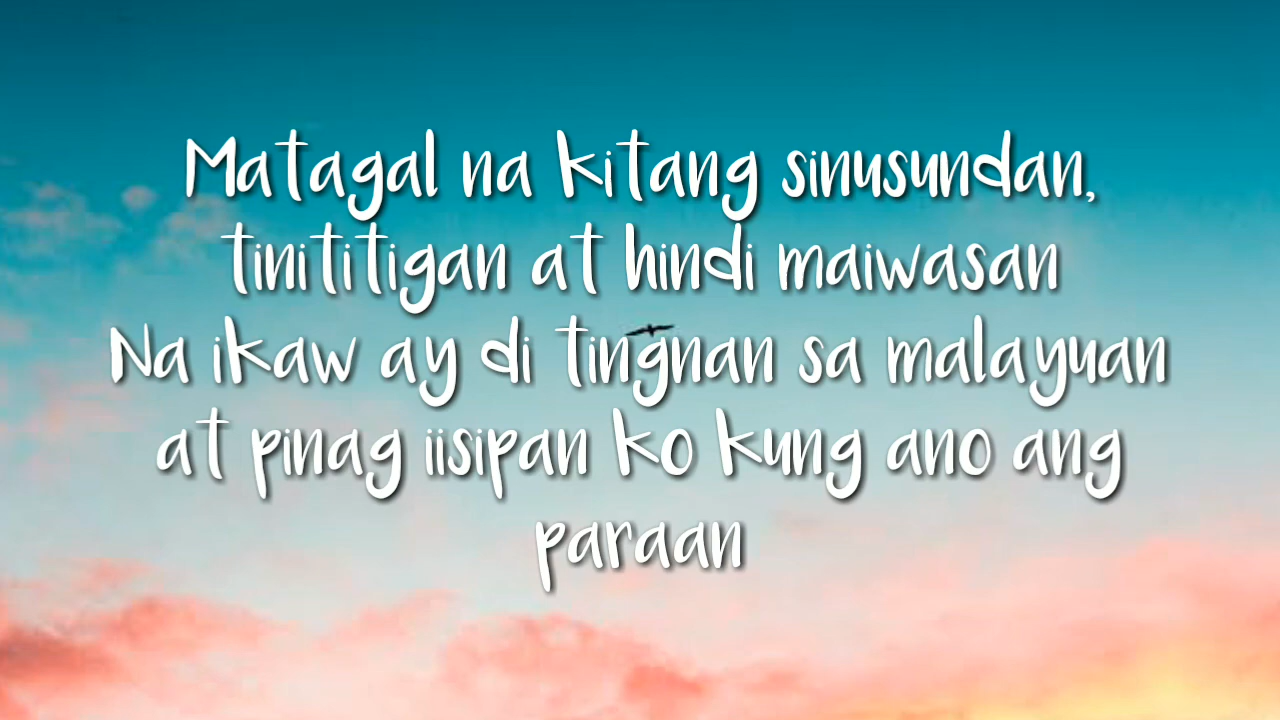 Matagal na kitang sinusundan,
tinititigan at hindi maiwasan
Na ikaw ay di tingnan sa malayuan
at pinag iisipan ko kung ano ang
paraan